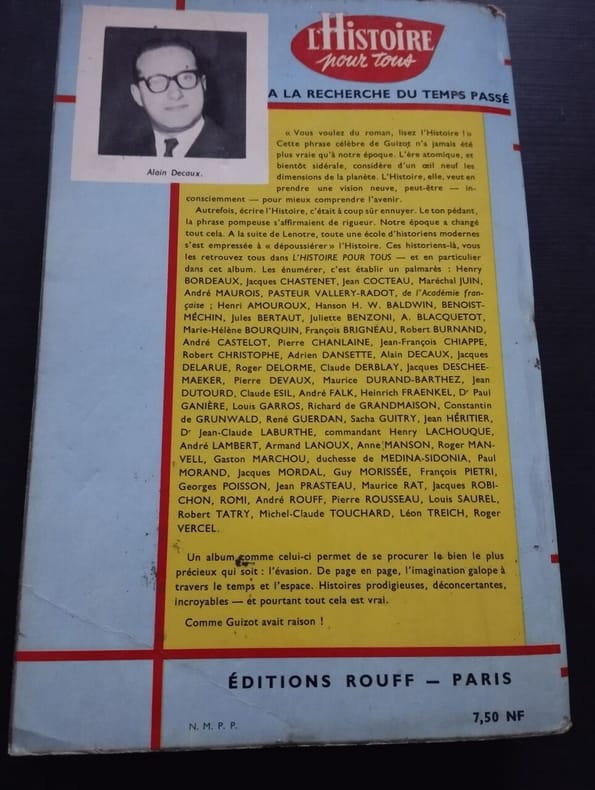 L'HISTOIRE
pour tous
A LA RECHERCHE DU TEMPS PASSÉ
Alain Decaux.
« Vous voulez du roman, lisez l'Histoire ! »
Cette phrase célèbre de Guizot n'a jamais été
plus vraie qu'à notre époque. L'ère atomique, et
bientôt sidérale, considère d'un œil neuf les
dimensions de la planète. L'Histoire, elle, veut en
prendre une vision neuve, peut-être — in-
consciemment — pour mieux comprendre l'avenir.
Autrefois, écrire l'Histoire, c'était à coup sûr ennuyer. Le ton pédant,
la phrase pompeuse s'affirmaient de rigueur. Notre époque a changé
tout cela. A la suite de Lenotre, toute une école d'historiens modernes
s'est empressée à « dépoussiérer » l'Histoire. Ces historiens-là, vous
les retrouvez tous dans L'HISTOIRE POUR TOUS — et en particulier
dans cet album. Les énumérer, c'est établir un palmarès : Henry
BORDEAUX, Jacques CHASTENET, Jean COCTEAU, Maréchal JUIN,
André MAUROIS, PASTEUR VALLERY-RADOT, de l'Académie fran-
çaise ; Henri AMOUROUX, Hanson H. W. BALDWIN, BENOIST-
MÉCHIN, Jules BERTAUT, Juliette BENZONI, A. BLACQUETOT,
Marie-Hélène BOURQUIN, François BRIGNÉAU, Robert BURNAND,
André CASTELOT, Pierre CHANLAINE, Jean-François CHIAPPE,
Robert CHRISTOPHE, Adrien DANSETTE, Alain DECAUX, Jacques
DELARUE, Roger DELORME, Claude DERBLAY, Jacques DESCHEE-
MAEKER, Pierre DEVAUX, Maurice DURAND-BARTHEZ, Jean
DUTOURD, Claude ESIL, André FALK, Heinrich FRAENKEL, Dr Paul
GANIÈRE, Louis GARROS, Richard de GRANDMAISON, Constantin
de GRUNWALD, René GUERDAN, Sacha GUITRY, Jean HÉRITIER,
Dr Jean-Claude LABURTHE, commandant Henry LACHOUQUE,
André LAMBERT, Armand LANOUX, Anne MANSON, Roger MAN-
VELL, Gaston MARCHOU, duchesse de MEDINA-SIDONIA, Paul
MORAND, Jacques MORDAL, Guy MORISSÉE, François PIETRI,
Georges POISSON, Jean PRASTEAU, Maurice RAT, Jacques ROBI-
CHON, ROMI, André ROUFF, Pierre ROUSSEAU, Louis SAUREL,
Robert TATRY, Michel-Claude TOUCHARD, Léon TREICH, Roger
VERCEL.
Un album comme celui-ci permet de se procurer le bien le plus
précieux qui soit : l'évasion. De page en page, l'imagination galope à
travers le temps et l'espace. Histoires prodigieuses, déconcertantes,
incroyables — et pourtant tout cela est vrai.
Comme Guizot avait raison !
ÉDITIONS ROUFF — PARIS
N. M. P. P.
7,50 NF